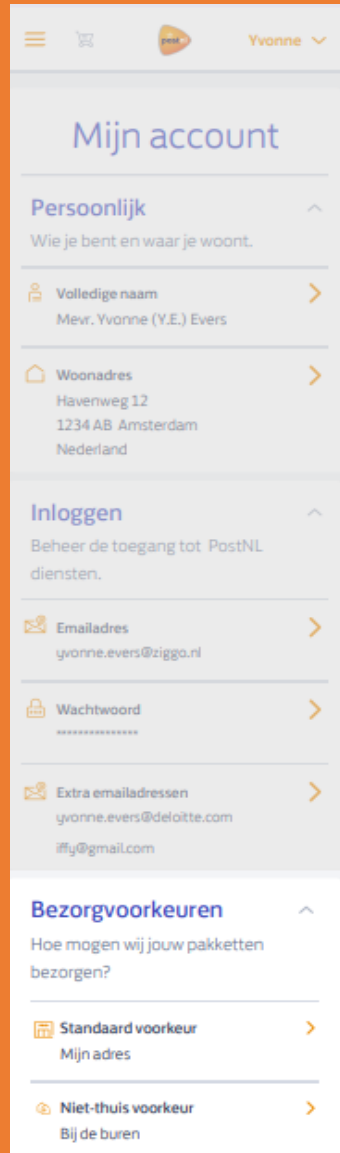 postnl
Yvonne
Mijn account
Persoonlijk
Wie je bent en waar je woont.
Volledige naam
Mevr. Yvonne (Y.E.) Evers
Woonadres
Havenweg 12
1234 AB Amsterdam
Nederland
Inloggen
Beheer de toegang tot PostNL
diensten.
Emailadres
yvonne.evers@ziggo.nl
Wachtwoord
***************
Extra emailadressen
yvonne.evers@deloitte.com
iffy@gmail.com
Bezorgvoorkeuren
Hoe mogen wij jouw pakketten
bezorgen?
Standaard voorkeur
Mijn adres
Niet-thuis voorkeur
Bij de buren